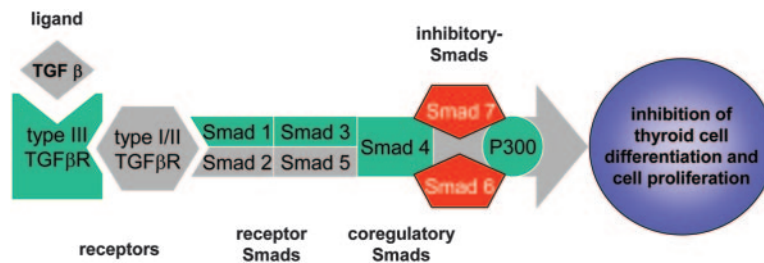 ligand
TGF β
type III
TGFβR
type I/II
TGFβR
Smad 1
Smad 3
Smad 2
Smad 5
Smad 4
inhibitory-
Smads
Smad 7
Smad 6
P300
inhibition of
thyroid cell
differentiation and
cell proliferation
receptors
receptor
Smads
coregulatory
Smads